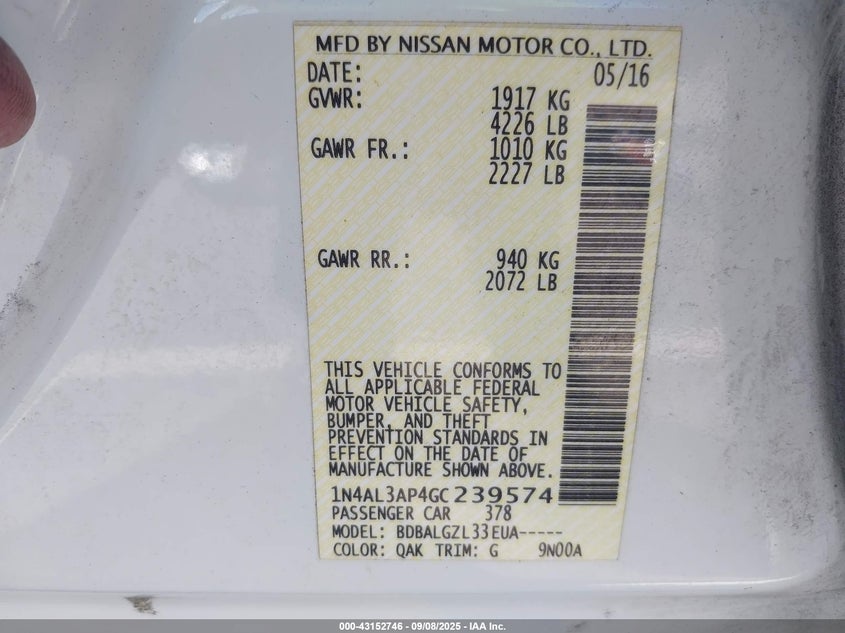 MFD BY NISSAN MOTOR CO., LTD.
DATE: 05/16
GVWR: 1917 KG
4226 LB
GAWR FR.: 1010 KG
2227 LB
GAWR RR.: 940 KG
2072 LB
THIS VEHICLE CONFORMS TO
ALL APPLICABLE FEDERAL
MOTOR VEHICLE SAFETY,
BUMPER, AND THEFT
PREVENTION STANDARDS IN
EFFECT ON THE DATE OF
MANUFACTURE SHOWN ABOVE.
1N4AL3AP4GC239574
PASSENGER CAR 378
MODEL: BDBALGZL33EUA-----
COLOR: QAK TRIM: G 9N00A
000-43152746 - 09/08/2025 - IAA Inc.